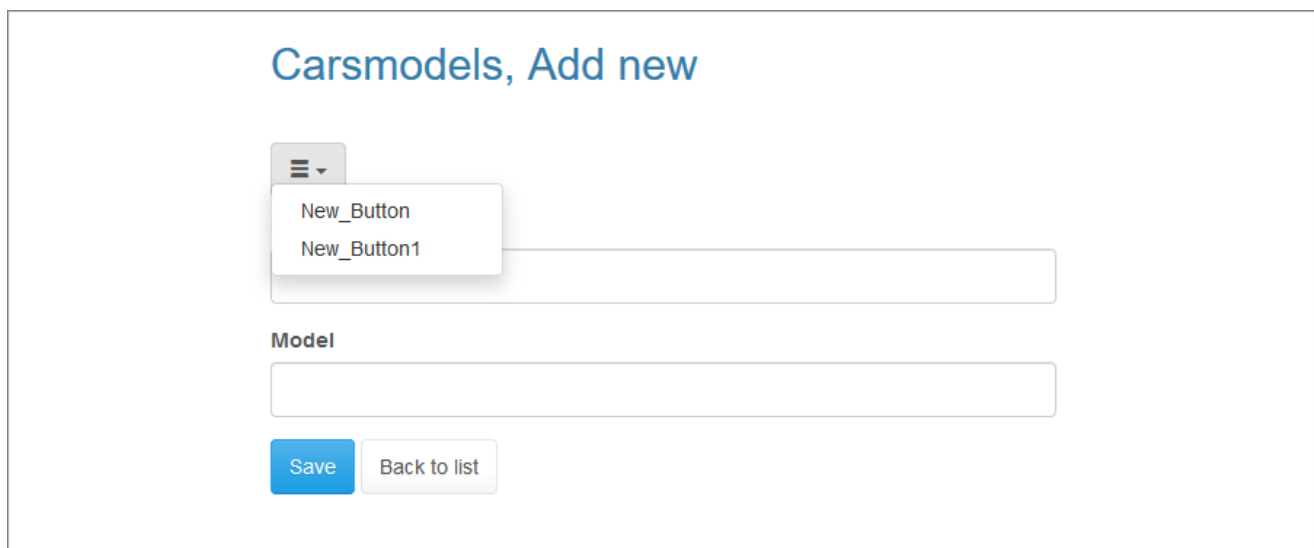 Carsmodels, Add new
New_Button
New_Button1
Model
Save
Back to list